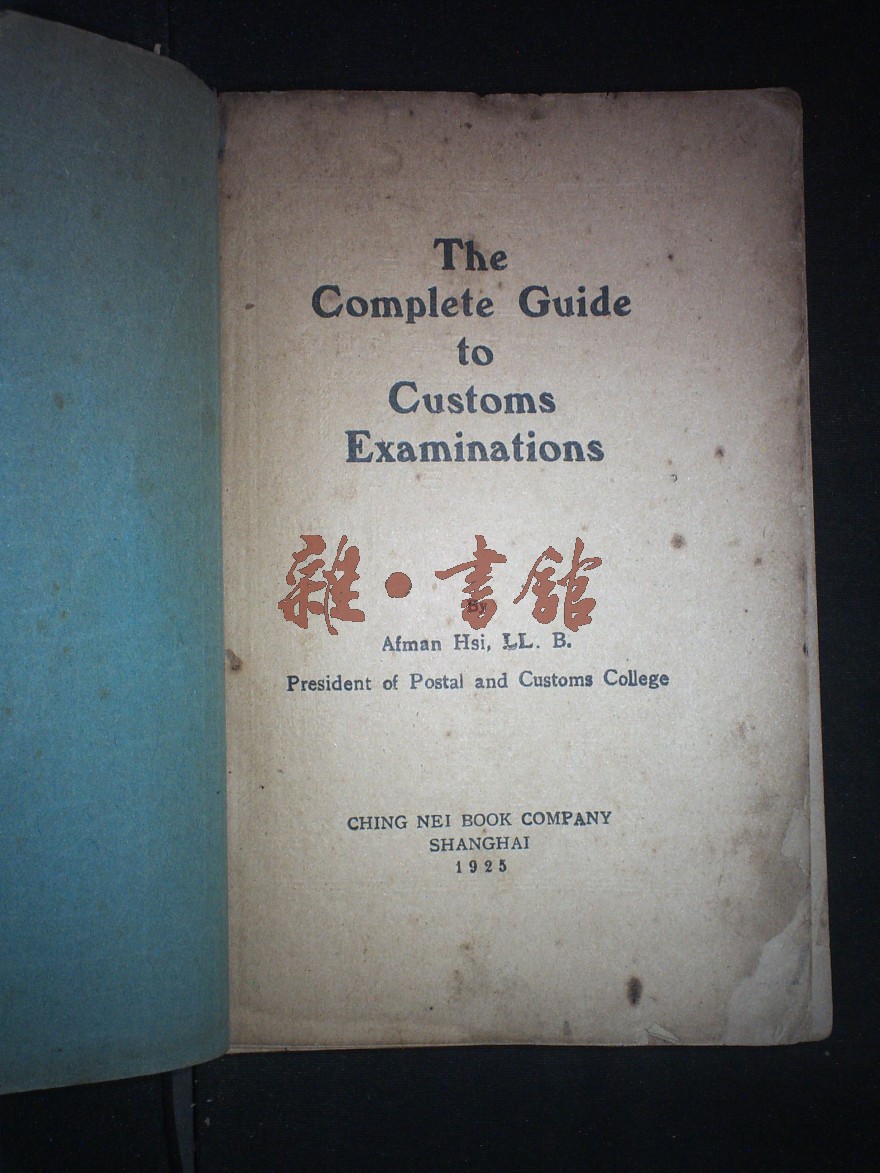 The
Complete Guide
to
Customs
Examinations
雜·書館
By
Afman Hsi, LL. B.
President of Postal and Customs College
CHING NEI BOOK COMPANY
SHANGHAI
1925